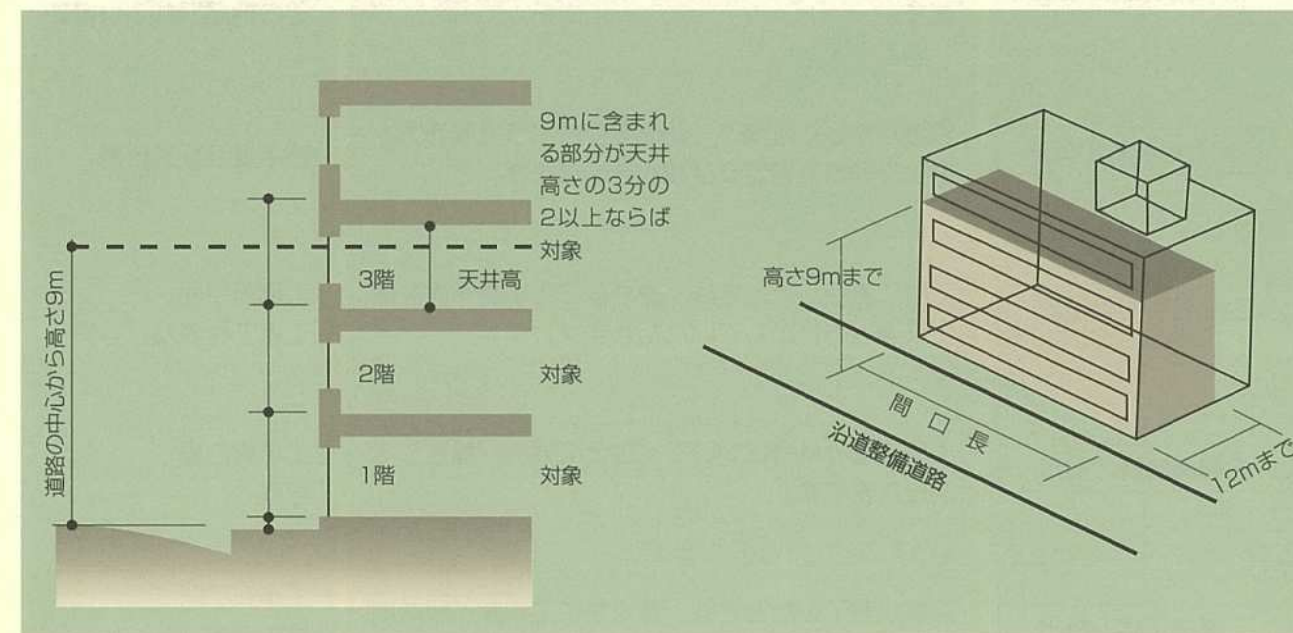 9mに含まれ
る部分が天井
高さの3分の
2以上ならば
対象
3階
天井高
2階
対象
1階
対象
道路の中心から高さ9m
高さ9mまで
間口長
沿道整備道路
12mまで